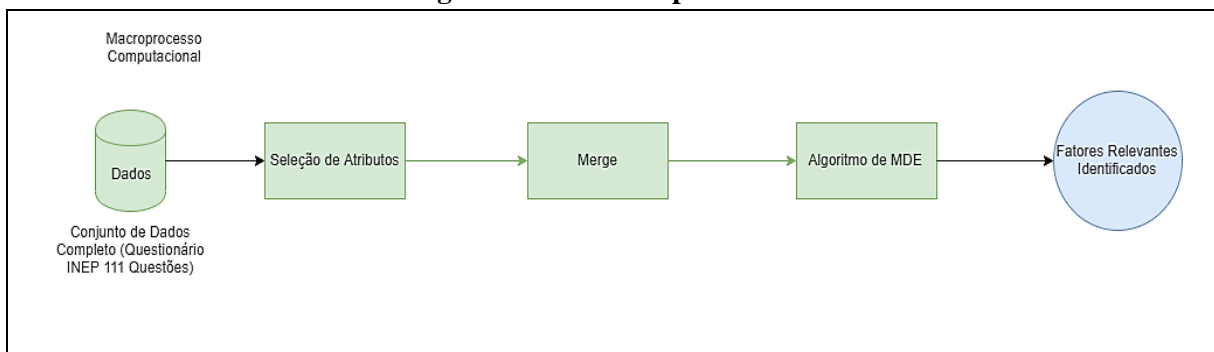 Macroprocesso
Computacional
Dados
Seleção de Atributos
Merge
Algoritmo de MDE
Fatores Relevantes
Identificados
Conjunto de Dados
Completo (Questionário
INEP 111 Questões)